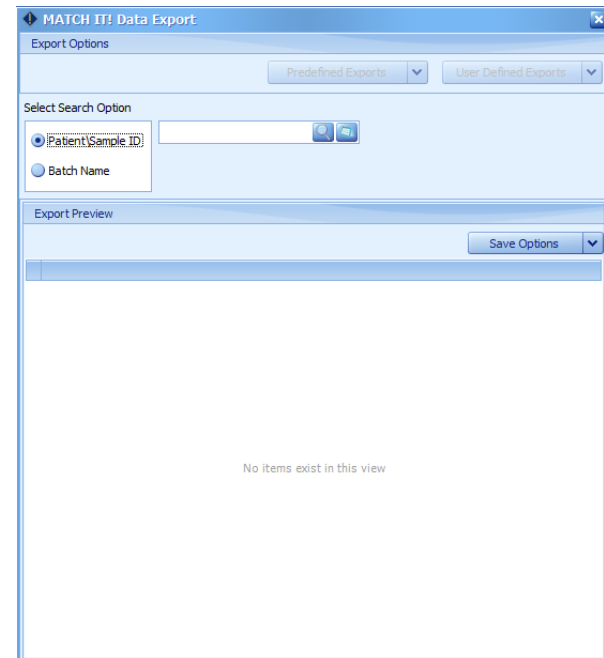 MATCH IT! Data Export
Export Options
Predefined Exports
User Defined Exports
Select Search Option
Patient\Sample ID
Batch Name
Export Preview
Save Options
No items exist in this view